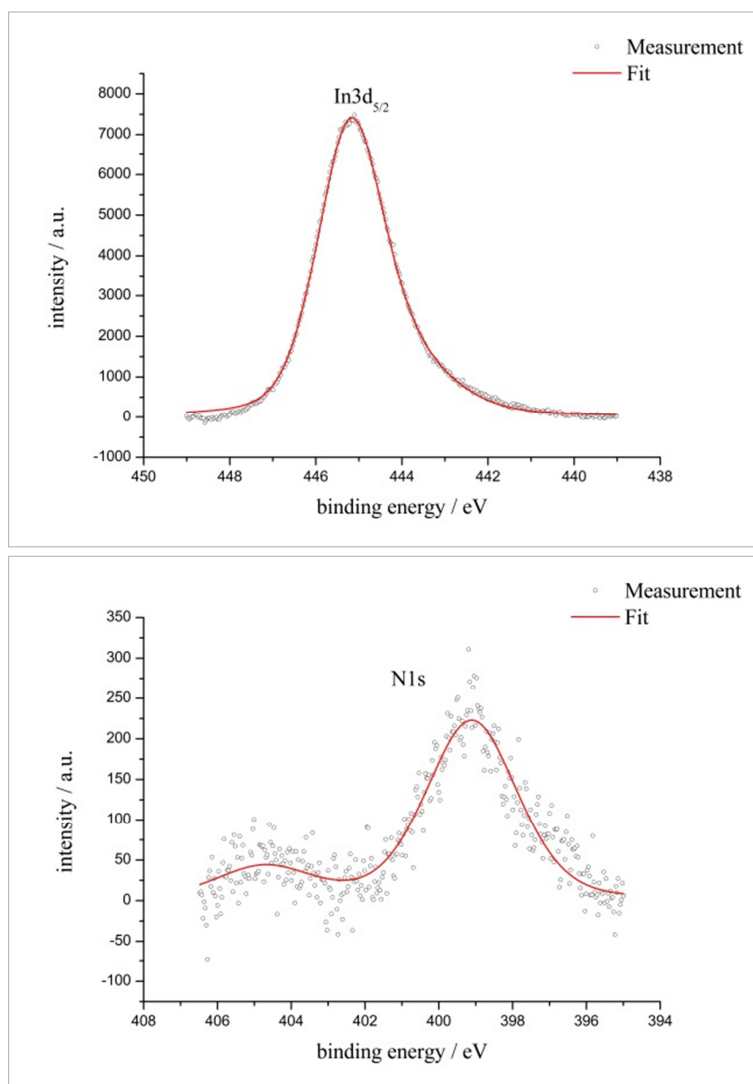 Measurement
Fit
In3d5/2
8000
7000
6000
5000
4000
3000
2000
1000
0
-1000
450 448 446 444 442 440 438
intensity / a.u.
binding energy / eV
Measurement
Fit
N1s
350
300
250
200
150
100
50
0
-50
-100
408 406 404 402 400 398 396 394
intensity / a.u.
binding energy / eV